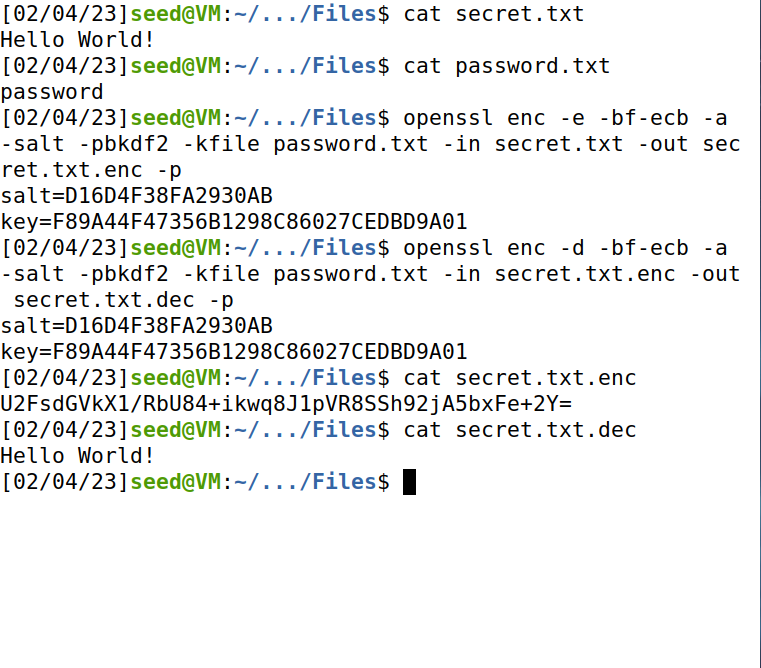 [02/04/23]seed@VM:~/.../Files$ cat secret.txt
Hello World!
[02/04/23]seed@VM:~/.../Files$ cat password.txt
password
[02/04/23]seed@VM:~/.../Files$ openssl enc -e -bf-ecb -a
-salt -pbkdf2 -kfile password.txt -in secret.txt -out sec
ret.txt.enc -p
salt=D16D4F38FA2930AB
key=F89A44F47356B1298C86027CEDBD9A01
[02/04/23]seed@VM:~/.../Files$ openssl enc -d -bf-ecb -a
-salt -pbkdf2 -kfile password.txt -in secret.txt.enc -out
 secret.txt.dec -p
salt=D16D4F38FA2930AB
key=F89A44F47356B1298C86027CEDBD9A01
[02/04/23]seed@VM:~/.../Files$ cat secret.txt.enc
U2FsdGVkX1/RbU84+ikwq8J1pVR8SSh92jA5bxFe+2Y=
[02/04/23]seed@VM:~/.../Files$ cat secret.txt.dec
Hello World!
[02/04/23]seed@VM:~/.../Files$